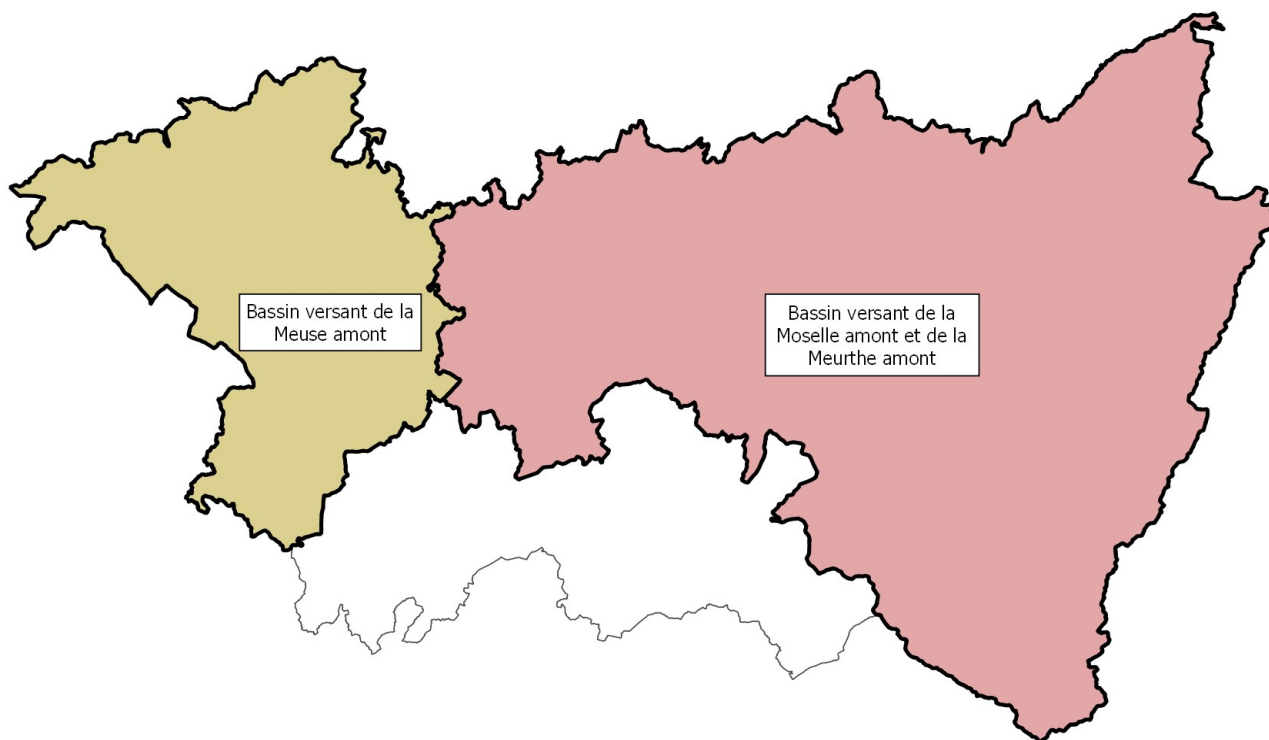 Bassin versant de la
Meuse amont
Bassin versant de la
Moselle amont et de la
Meurthe amont